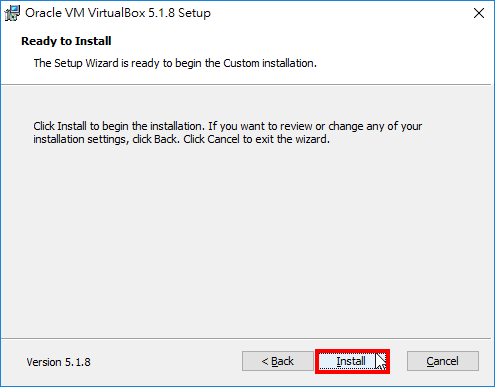 Oracle VM VirtualBox 5.1.8 Setup
Ready to Install
The Setup Wizard is ready to begin the Custom installation.
Click Install to begin the installation. If you want to review or change any of your
installation settings, click Back. Click Cancel to exit the wizard.
Version 5.1.8
< Back
Install
Cancel